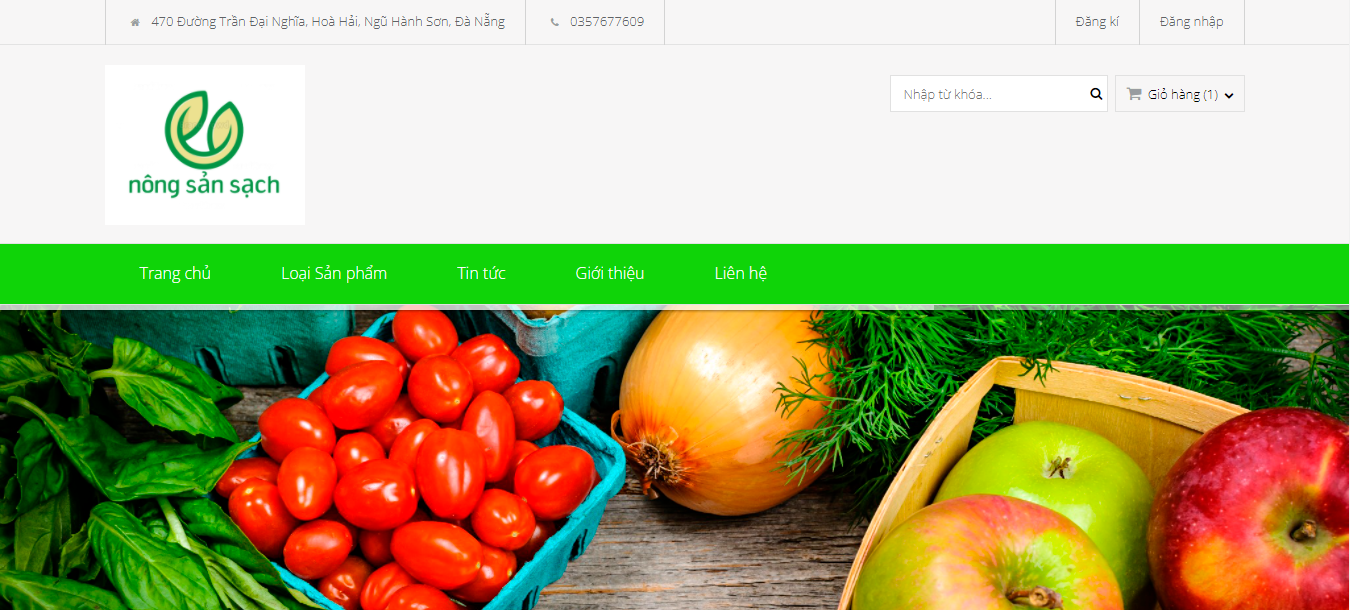 470 Đường Trần Đại Nghĩa, Hoà Hải, Ngũ Hành Sơn, Đà Nẵng
0357677609
Đăng kí
Đăng nhập
nông sản sạch
Nhập từ khóa...
Giỏ hàng (1)
Trang chủ
Loại Sản phẩm
Tin tức
Giới thiệu
Liên hệ